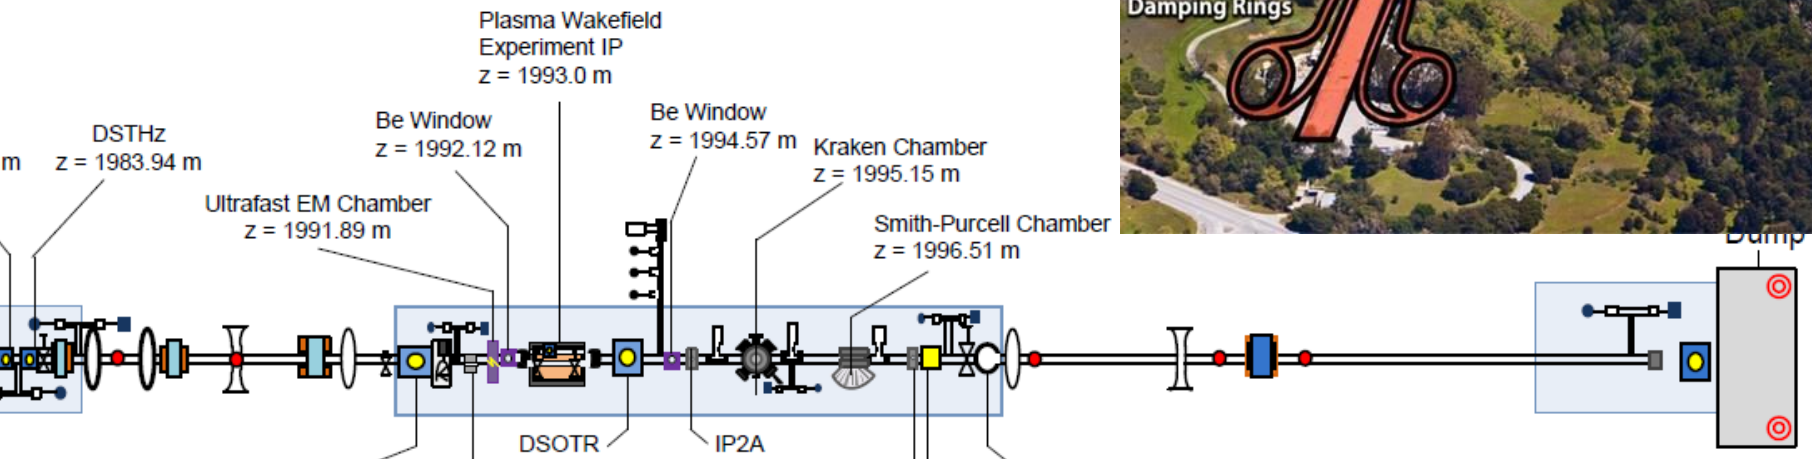 Plasma Wakefield
Experiment IP
z = 1993.0 m
Damping Rings
Be Window
z = 1992.12 m
Be Window
z = 1994.57 m
DSTHz
z = 1983.94 m
m
Kraken Chamber
z = 1995.15 m
Ultrafast EM Chamber
z = 1991.89 m
Smith-Purcell Chamber
z = 1996.51 m
Dump
DSOTR
IP2A